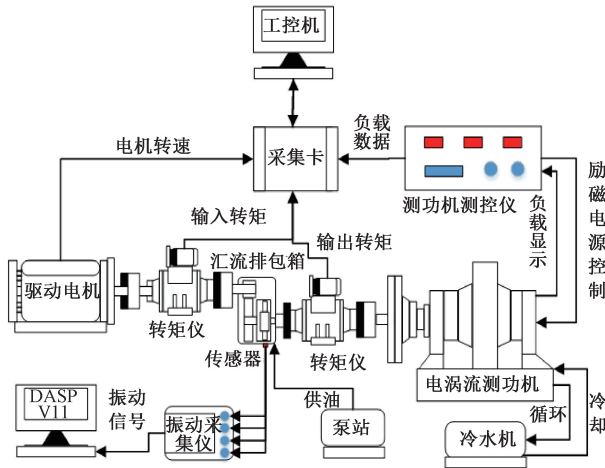 工控机
采集卡
电机转速
负载
数据
测功机测控仪
励磁电源控制
负载显示
输入转矩
输出转矩
汇流排包箱
驱动电机
转矩仪
传感器
转矩仪
电涡流测功机
供油
泵站
循环
冷却
冷水机
DASP
V11
振动
信号
振动采
集仪